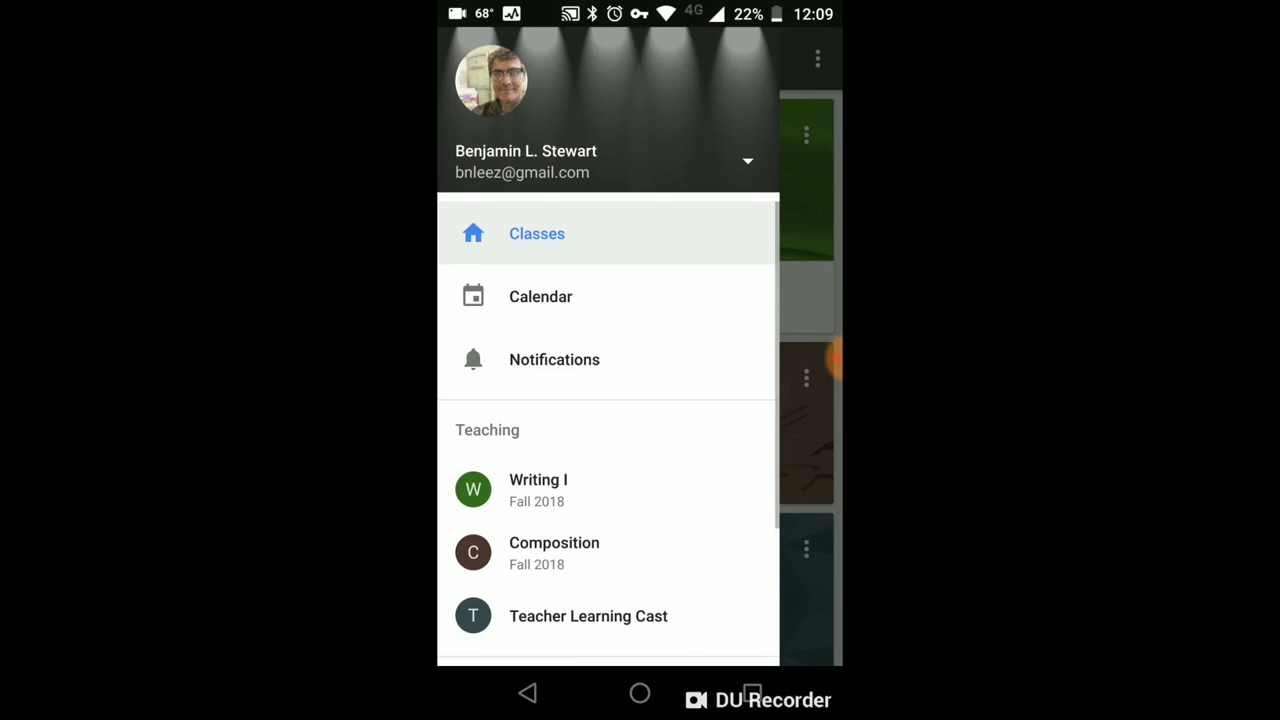 68° 4G 22% 12:09
Benjamin L. Stewart
bnleez@gmail.com
Classes
Calendar
Notifications
Teaching
W Writing I
Fall 2018
C Composition
Fall 2018
T Teacher Learning Cast
DU Recorder